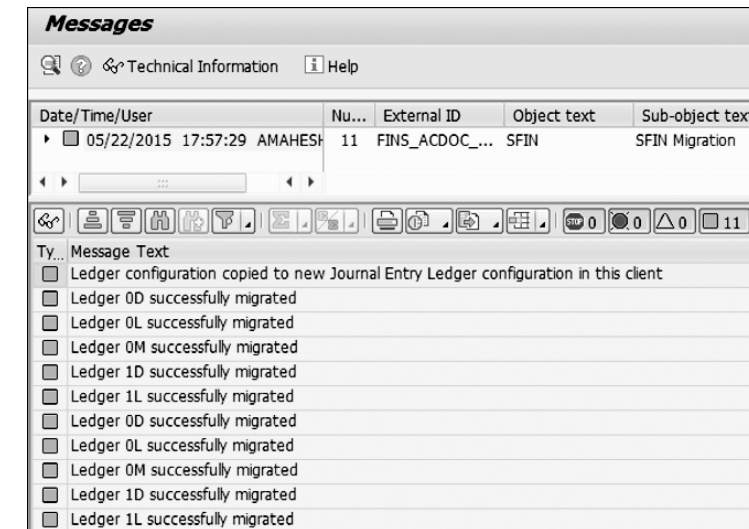 Messages
Technical Information Help
Date/Time/User Nu... External ID Object text Sub-object text
05/22/2015 17:57:29 AMAHESH 11 FINS_ACDOC_... SFIN SFIN Migration
STOP 0 0 0 11
Ty... Message Text
Ledger configuration copied to new Journal Entry Ledger configuration in this client
Ledger 0D successfully migrated
Ledger 0L successfully migrated
Ledger 0M successfully migrated
Ledger 1D successfully migrated
Ledger 1L successfully migrated
Ledger 0D successfully migrated
Ledger 0L successfully migrated
Ledger 0M successfully migrated
Ledger 1D successfully migrated
Ledger 1L successfully migrated